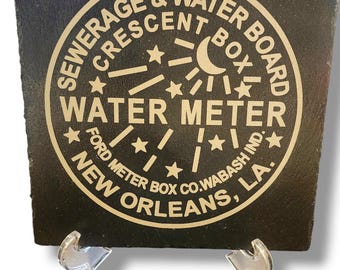 SEWERAGE & WATER BOARD
CRESCENT BOX
WATER METER
FORD METER BOX CO. WABASH IND.
NEW ORLEANS, LA.